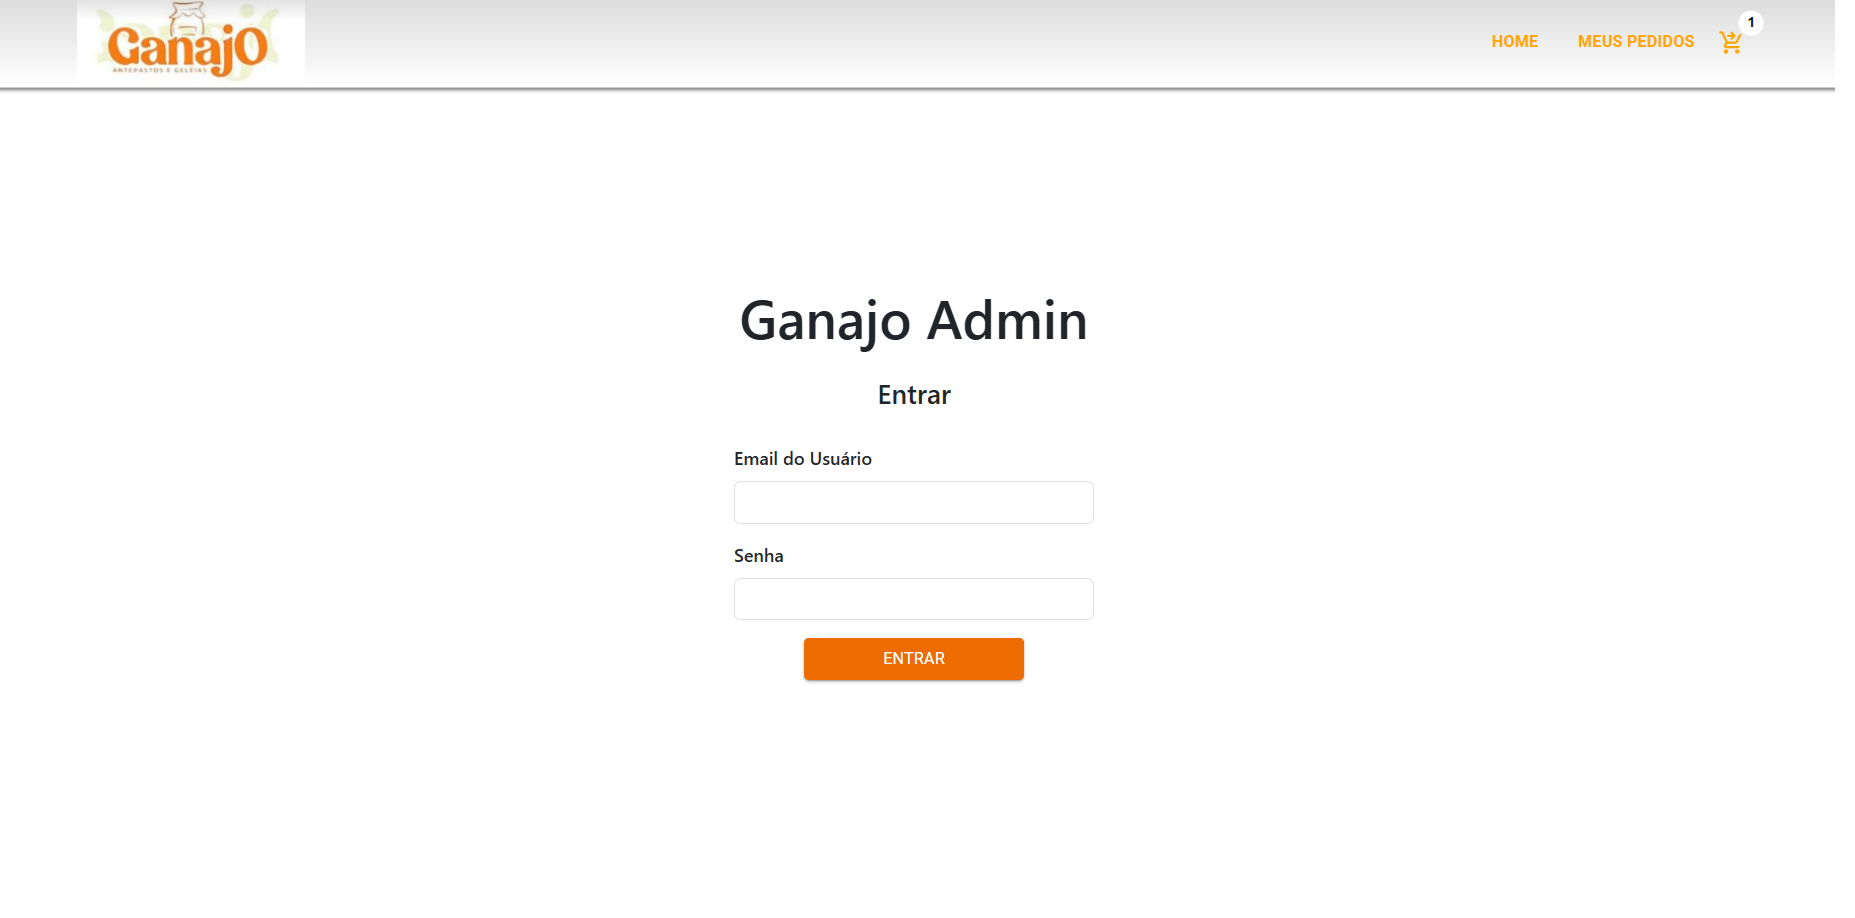 GanajO
ANTEPASTOS E GELEIAS
HOME
MEUS PEDIDOS
1
Ganajo Admin
Entrar
Email do Usuário
Senha
ENTRAR